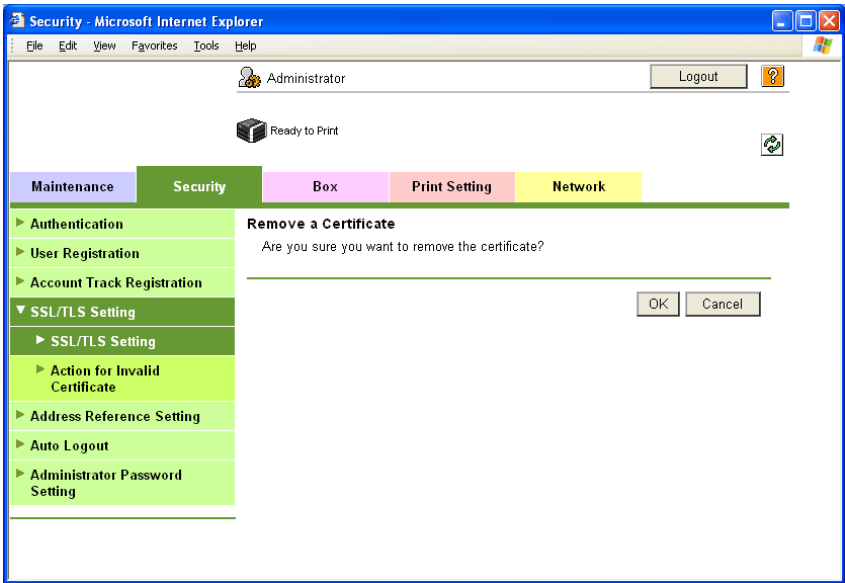 Security - Microsoft Internet Explorer
File Edit View Favorites Tools Help
Administrator
Logout
?
Ready to Print
Maintenance Security Box Print Setting Network
Authentication
User Registration
Account Track Registration
SSL/TLS Setting
SSL/TLS Setting
Action for Invalid
Certificate
Address Reference Setting
Auto Logout
Administrator Password
Setting
Remove a Certificate
Are you sure you want to remove the certificate?
OK Cancel